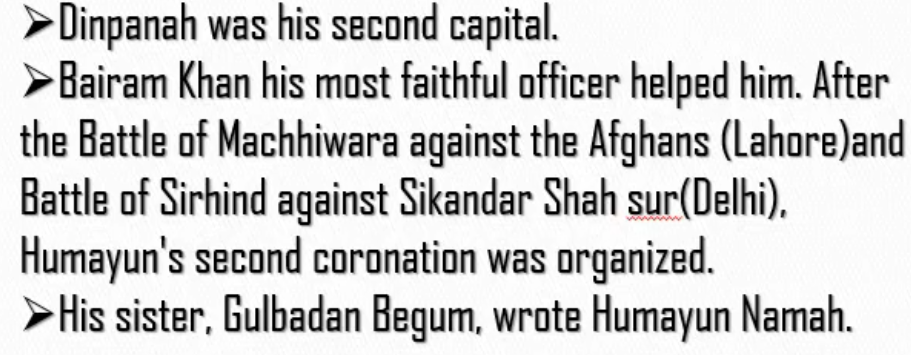 ➢Dinpanah was his second capital.
➢Bairam Khan his most faithful officer helped him. After
the Battle of Machhiwara against the Afghans (Lahore)and
Battle of Sirhind against Sikandar Shah sur(Delhi),
Humayun's second coronation was organized.
➢His sister, Gulbadan Begum, wrote Humayun Namah.